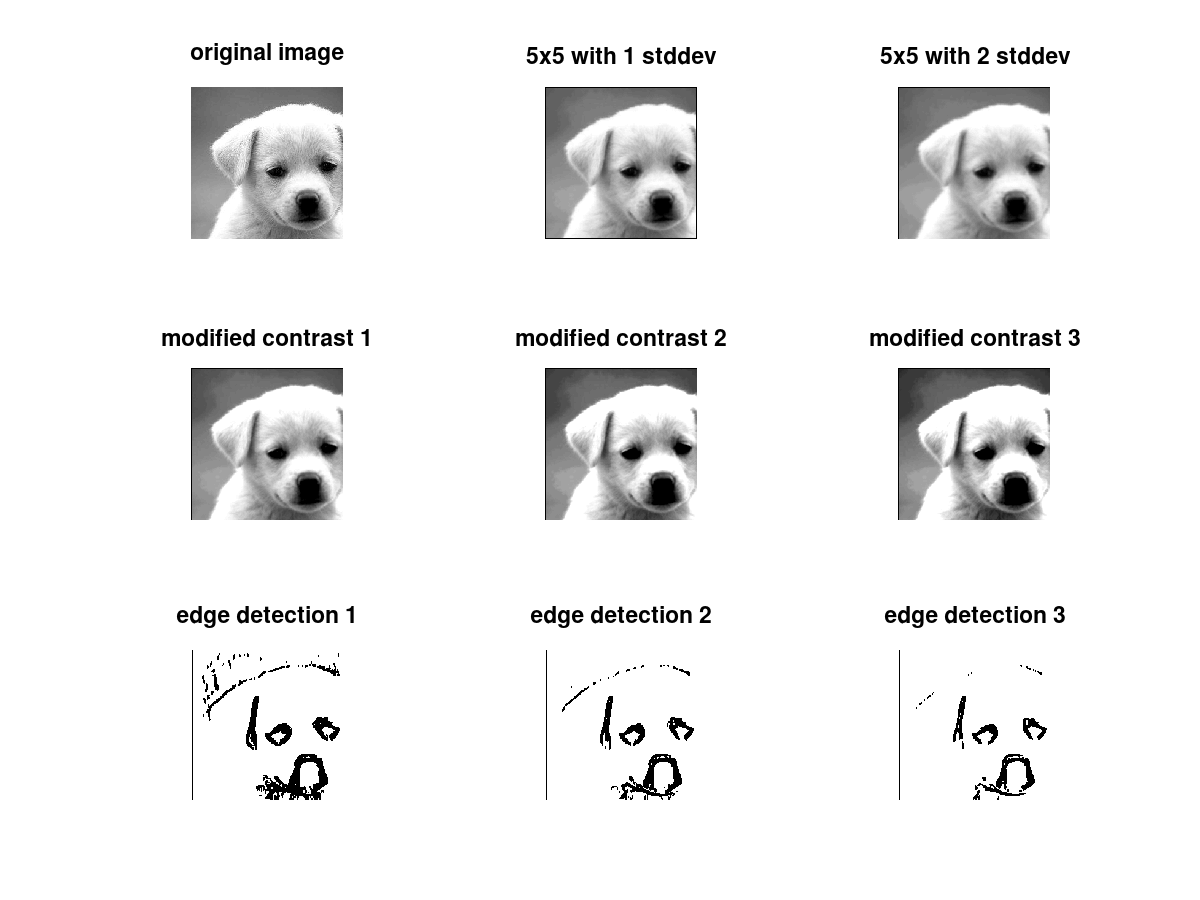 original image
5x5 with 1 stddev
5x5 with 2 stddev
modified contrast 1
modified contrast 2
modified contrast 3
edge detection 1
edge detection 2
edge detection 3